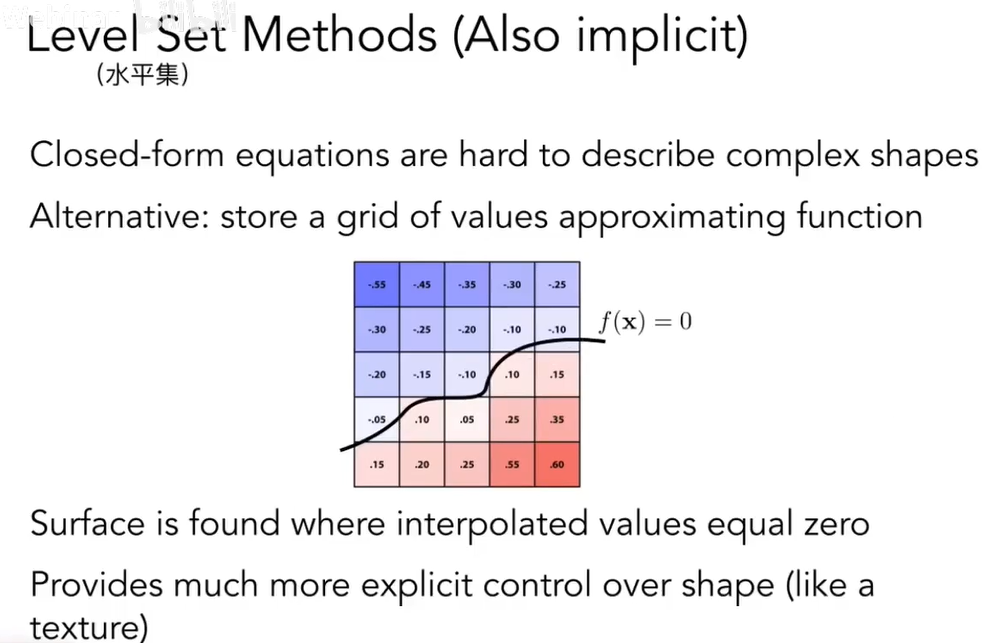 Level Set Methods (Also implicit)
(水平集)
Closed-form equations are hard to describe complex shapes
Alternative: store a grid of values approximating function
-.55 -.45 -.35 -.30 -.25
-.30 -.25 -.20 -.10 -.10
f(x) = 0
-.20 -.15 -.10 .10 .15
-.05 .10 .05 .25 .35
.15 .20 .25 .55 .60
Surface is found where interpolated values equal zero
Provides much more explicit control over shape (like a
texture)